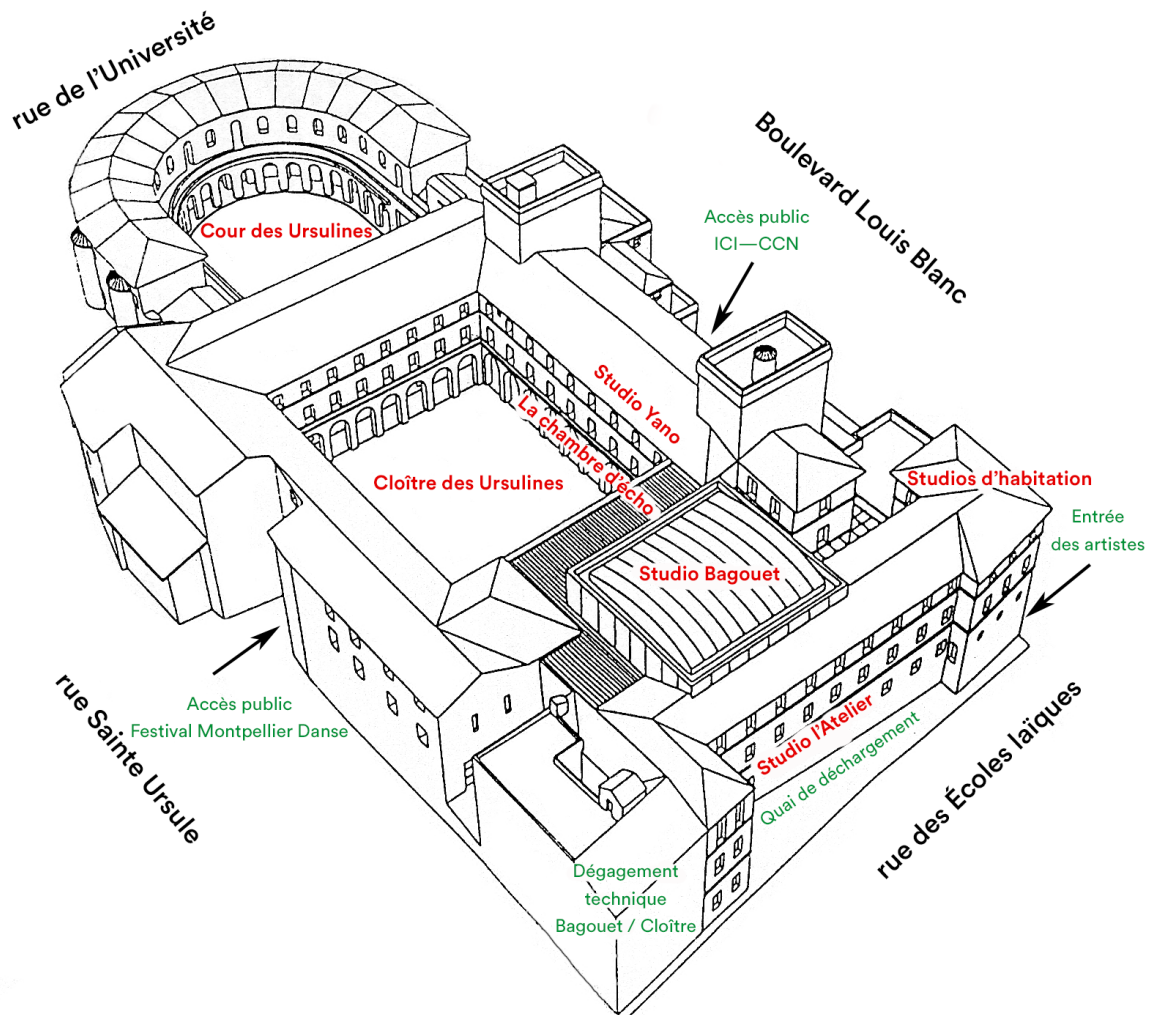 rue de l’Université
Boulevard Louis Blanc
Accès public
ICI—CCN
Cour des Ursulines
Studio Yano
La chambre d’écho
Cloître des Ursulines
Studios d’habitation
Entrée
des artistes
Studio Bagouet
Accès public
Festival Montpellier Danse
rue Sainte Ursule
Studio l’Atelier
Quai de déchargement
rue des Écoles laïques
Dégagement
technique
Bagouet / Cloître